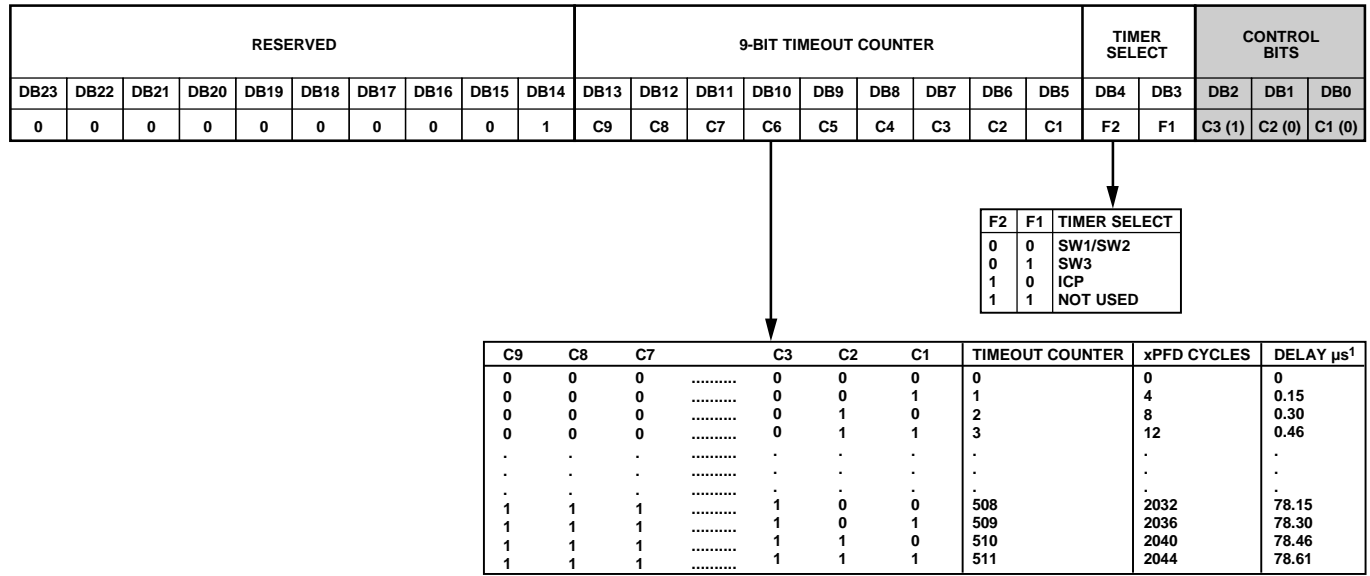 RESERVED 9-BIT TIMEOUT COUNTER TIMER SELECT CONTROL BITS
DB23 DB22 DB21 DB20 DB19 DB18 DB17 DB16 DB15 DB14 DB13 DB12 DB11 DB10 DB9 DB8 DB7 DB6 DB5 DB4 DB3 DB2 DB1 DB0
0 0 0 0 0 0 0 0 0 1 C9 C8 C7 C6 C5 C4 C3 C2 C1 F2 F1 C3 (1) C2 (0) C1 (0)
F2 F1 TIMER SELECT
0 0 SW1/SW2
0 1 SW3
1 0 ICP
1 1 NOT USED
C9 C8 C7 C3 C2 C1 TIMEOUT COUNTER xPFD CYCLES DELAY µs¹
0 0 0 .......... 0 0 0 0 0 0
0 0 0 .......... 0 0 1 1 4 0.15
0 0 0 .......... 0 1 0 2 8 0.30
0 0 0 .......... 0 1 1 3 12 0.46
. . . .......... . . . . . .
. . . .......... . . . . . .
. . . .......... . . . . . .
1 1 1 .......... 1 0 0 508 2032 78.15
1 1 1 .......... 1 0 1 509 2036 78.30
1 1 1 .......... 1 1 0 510 2040 78.46
1 1 1 .......... 1 1 1 511 2044 78.61